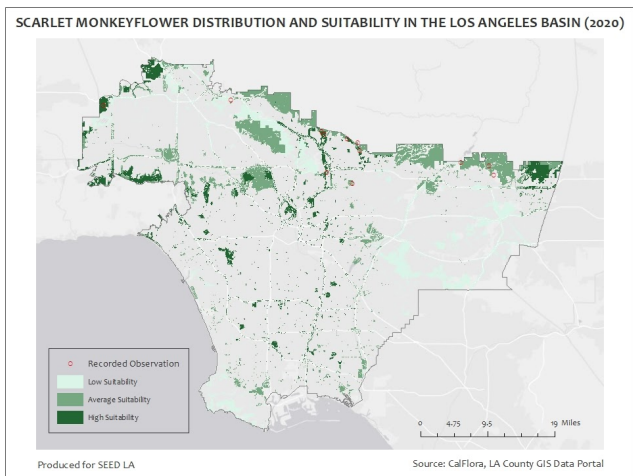 SCARLET MONKEYFLOWER DISTRIBUTION AND SUITABILITY IN THE LOS ANGELES BASIN (2020)
Recorded Observation
Low Suitability
Average Suitability
High Suitability
0 4.75 9.5 19 Miles
Produced for SEED LA
Source: CalFlora, LA County GIS Data Portal